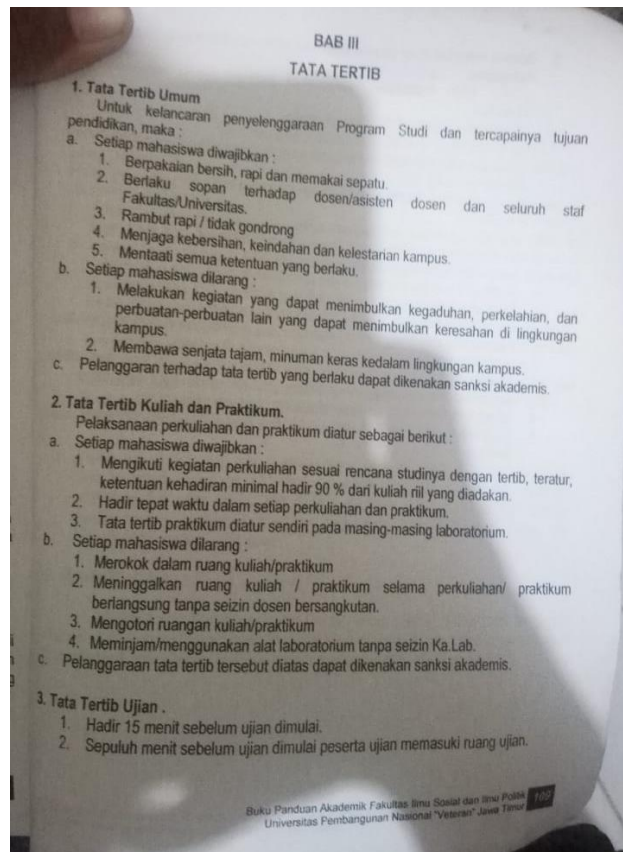 BAB III
TATA TERTIB
1. Tata Tertib Umum
Untuk kelancaran penyelenggaraan Program Studi dan tercapainya tujuan
pendidikan, maka :
a. Setiap mahasiswa diwajibkan :
1. Berpakaian bersih, rapi dan memakai sepatu.
2. Berlaku sopan terhadap dosen/asisten dosen dan seluruh staf
Fakultas/Universitas.
3. Rambut rapi / tidak gondrong
4. Menjaga kebersihan, keindahan dan kelestarian kampus.
5. Mentaati semua ketentuan yang berlaku.
b. Setiap mahasiswa dilarang :
1. Melakukan kegiatan yang dapat menimbulkan kegaduhan, perkelahian, dan
perbuatan-perbuatan lain yang dapat menimbulkan keresahan di lingkungan
kampus.
2. Membawa senjata tajam, minuman keras kedalam lingkungan kampus.
c. Pelanggaran terhadap tata tertib yang berlaku dapat dikenakan sanksi akademis.
2. Tata Tertib Kuliah dan Praktikum.
Pelaksanaan perkuliahan dan praktikum diatur sebagai berikut :
a. Setiap mahasiswa diwajibkan :
1. Mengikuti kegiatan perkuliahan sesuai rencana studinya dengan tertib, teratur,
ketentuan kehadiran minimal hadir 90 % dari kuliah riil yang diadakan.
2. Hadir tepat waktu dalam setiap perkuliahan dan praktikum.
3. Tata tertib praktikum diatur sendiri pada masing-masing laboratorium.
b. Setiap mahasiswa dilarang :
1. Merokok dalam ruang kuliah/praktikum
2. Meninggalkan ruang kuliah / praktikum selama perkuliahan/ praktikum
berlangsung tanpa seizin dosen bersangkutan.
3. Mengotori ruangan kuliah/praktikum
4. Meminjam/menggunakan alat laboratorium tanpa seizin Ka.Lab.
c. Pelanggaraan tata tertib tersebut diatas dapat dikenakan sanksi akademis.
3. Tata Tertib Ujian .
1. Hadir 15 menit sebelum ujian dimulai.
2. Sepuluh menit sebelum ujian dimulai peserta ujian memasuki ruang ujian.
Buku Panduan Akademik Fakultas Ilmu Sosial dan Ilmu Politik
Universitas Pembangunan Nasional "Veteran" Jawa Timur